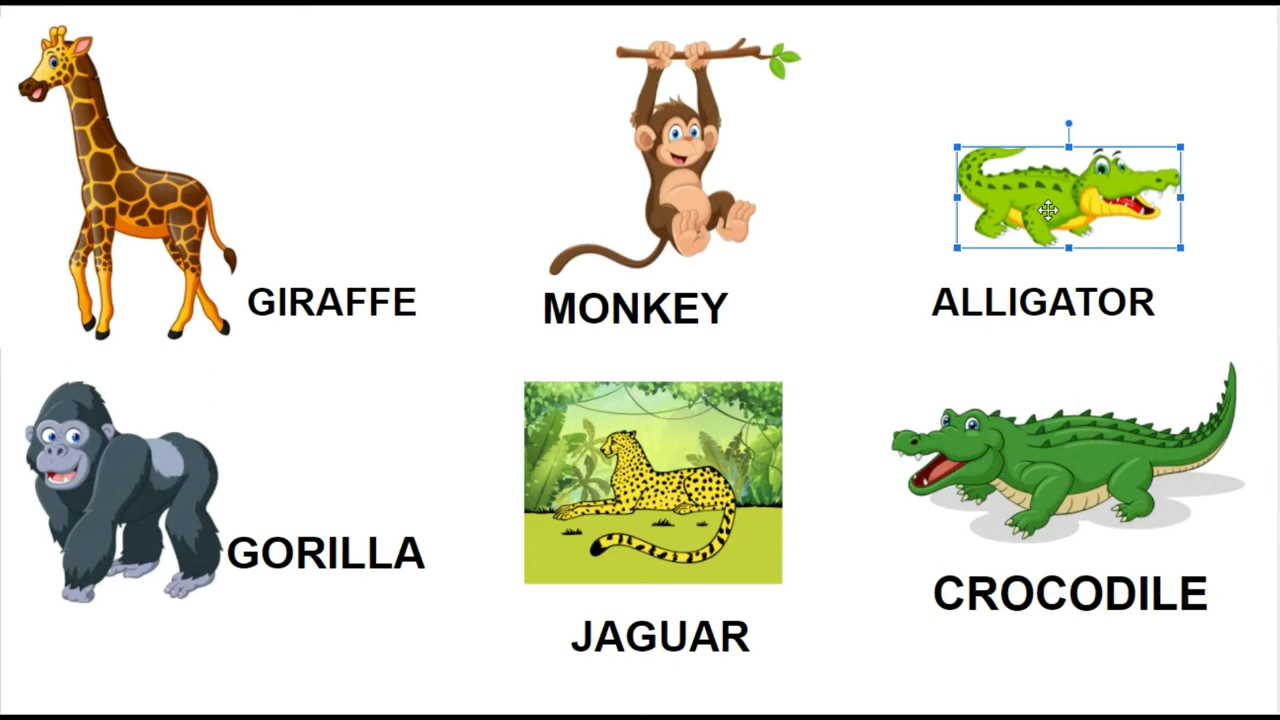 GIRAFFE
MONKEY
ALLIGATOR
GORILLA
JAGUAR
CROCODILE